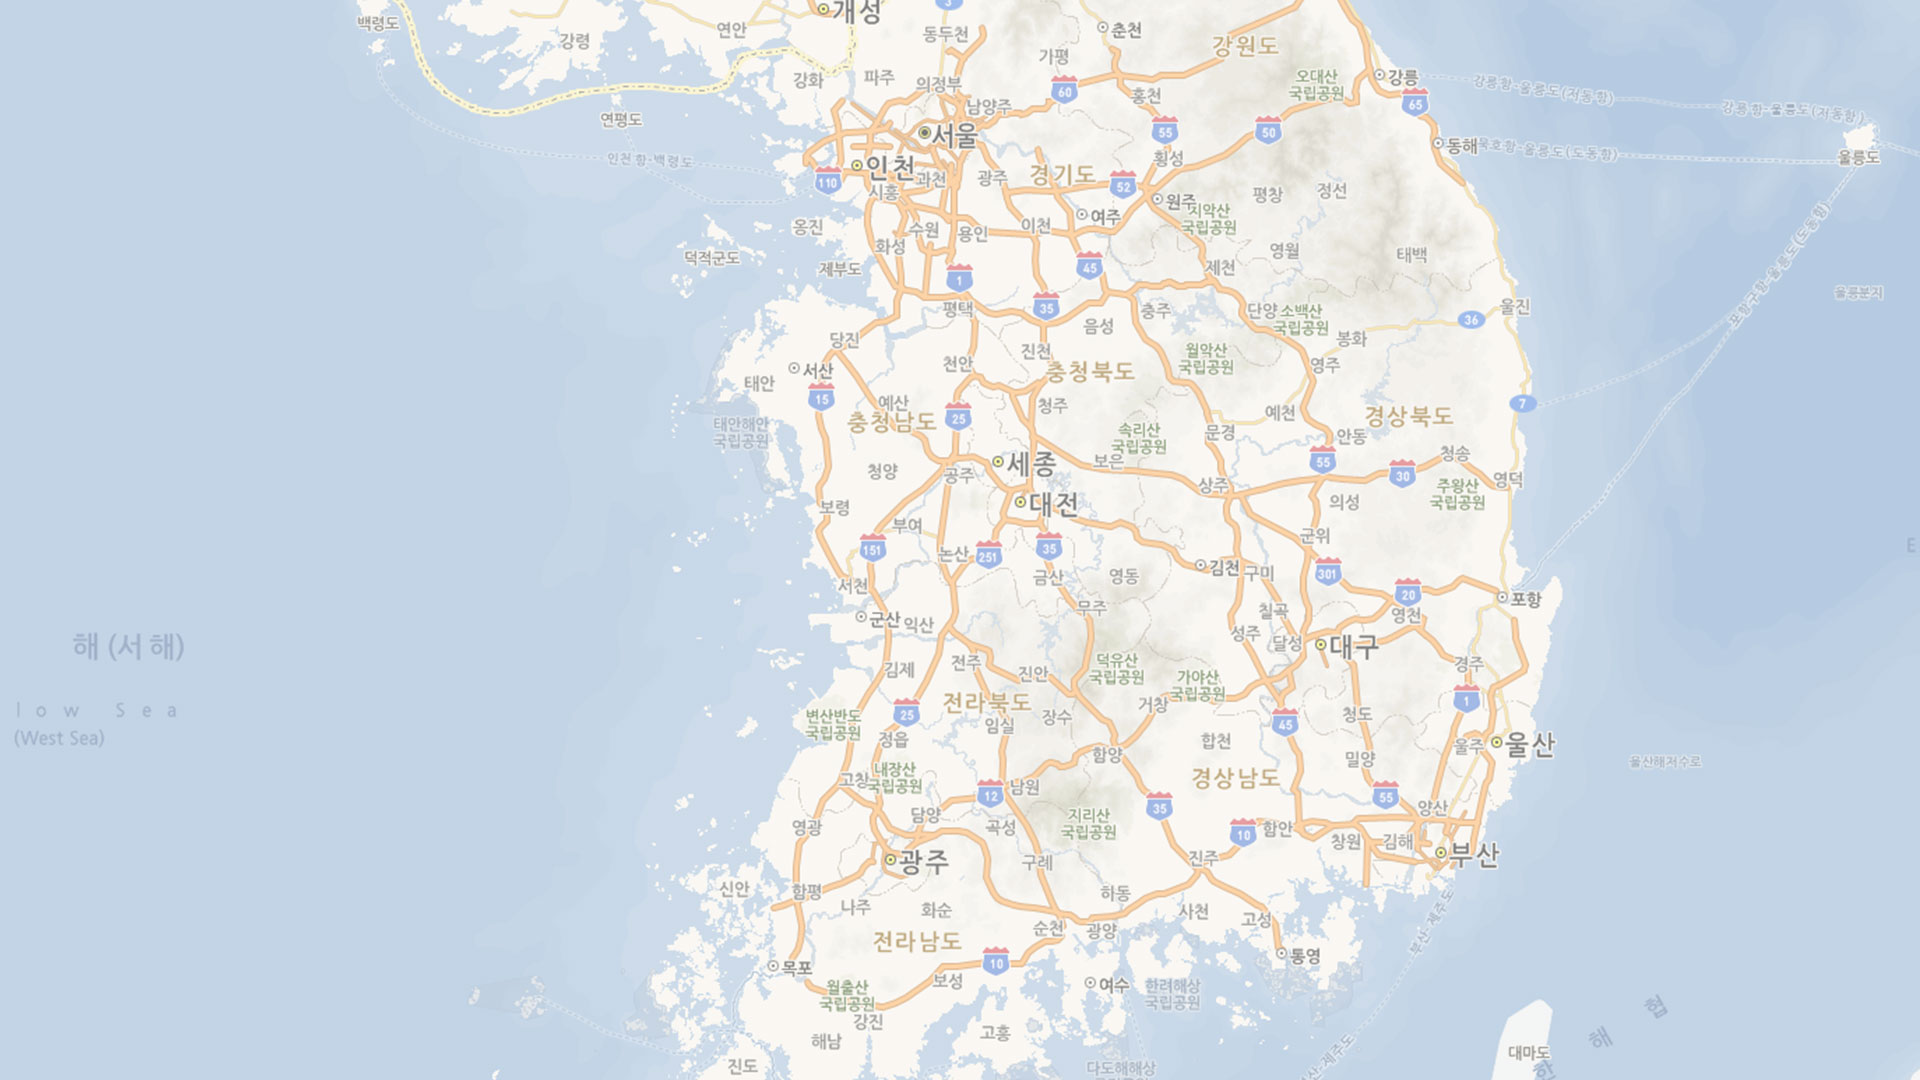 백령도
개성
3
춘천
강령
연안
동두천
가평
강원도
강화
파주
의정부
60
홍천
오대산
국립공원
강릉
65
강릉항-울릉도(저동항)
강릉항-울릉도(저동항)
연평도
남양주
서울
55
50
동해
묵호항-울릉도(도동항)
울릉도
인천항-백령도
인천
110
시흥
과천
광주
경기도
52
횡성
원주
평창
정선
옹진
수원
용인
이천
여주
치악산
국립공원
화성
영월
태백
덕적군도
제부도
1
45
제천
포항구항-울릉도(도동항)
울릉분지
평택
35
음성
충주
단양
소백산
국립공원
36
울진
당진
천안
진천
월악산
국립공원
봉화
영주
서산
태안
15
예산
충청남도
25
충청북도
청주
예천
경상북도
7
태안해안
국립공원
속리산
국립공원
문경
안동
청양
공주
세종
보은
55
30
청송
영덕
주왕산
국립공원
상주
의성
보령
대전
부여
군위
151
논산
251
35
금산
영동
김천
구미
301
20
서천
무주
칠곡
영천
포항
군산
익산
성주
달성
대구
해 (서 해)
low Sea
(West Sea)
김제
전주
진안
덕유산
국립공원
가야산
국립공원
경주
변산반도
국립공원
25
전라북도
임실
장수
거창
45
청도
1
정읍
함양
합천
밀양
울주
울산
울산해저수로
고창
내장산
국립공원
12
남원
경상남도
35
55
양산
영광
담양
곡성
지리산
국립공원
10
함안
창원
김해
부산
광주
구례
진주
신안
함평
나주
화순
하동
사천
고성
부산-제주도
전라남도
순천
광양
목포
10
보성
통영
월출산
국립공원
여수
한려해상
국립공원
강진
해남
고흥
진도
다도해해상
국립공원
대마도
해
협
E